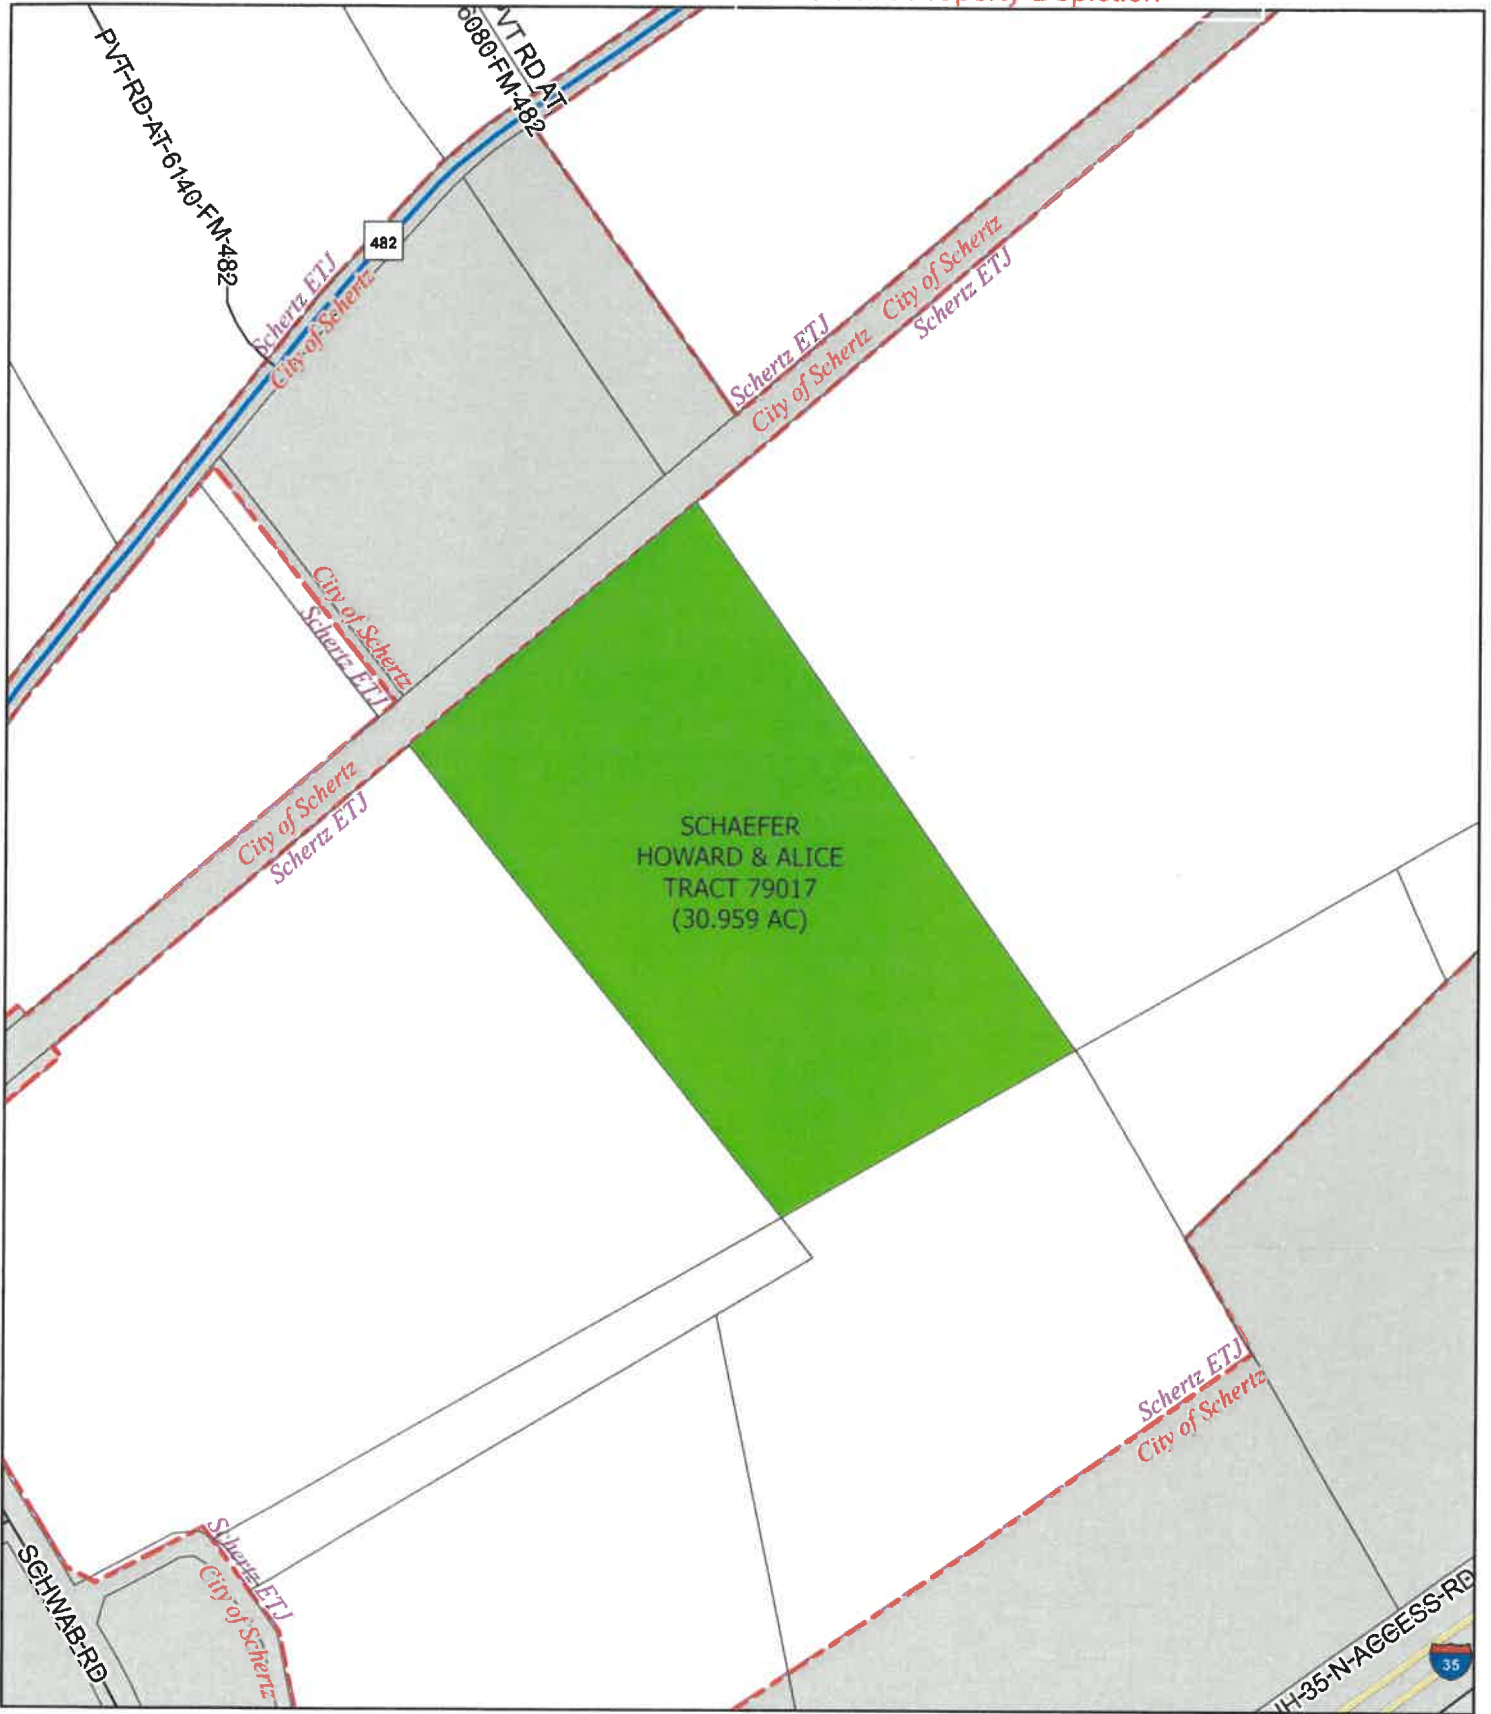 Property Depiction
PVT-RD-AT-6140-FM-482
PVT RD AT
6080-FM-482
482
Schertz ETJ
City of Schertz
City of Schertz
Schertz ETJ
Schertz ETJ
City of Schertz
City of Schertz
Schertz ETJ
City of Schertz
Schertz ETJ
SCHAEFER
HOWARD & ALICE
TRACT 79017
(30.959 AC)
Schertz ETJ
City of Schertz
Schertz ETJ
City of Schertz
SCHWAB-RD
IH-35-N-ACCESS-RD
35